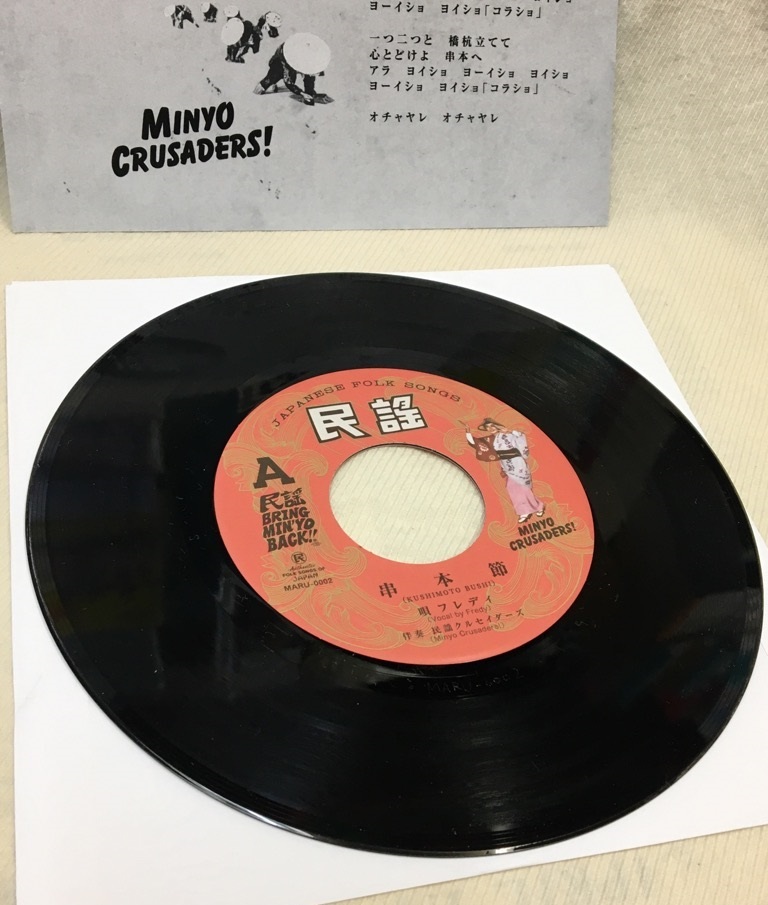 ヨーイショ ヨイショ「コラショ」
一つ二つと 橋杭立てて
心とどけよ 串本へ
アラ ヨイショ ヨーイショ ヨイショ
ヨーイショ ヨイショ「コラショ」
オチャヤレ オチャヤレ
MINYO
CRUSADERS!
JAPANESE FOLK SONGS
民謡
A
民謡
BRING
MIN'YO
BACK!!
民
Authentic
FOLK SONGS OF
JAPAN
MARU-0002
MINYO
CRUSADERS!
串本節
(KUSHIMOTO BUSHI)
唄 フレディ
(Vocal by Fredy)
伴奏 民謡クルセイダーズ
(Minyo Crusaders)
MARU-0002